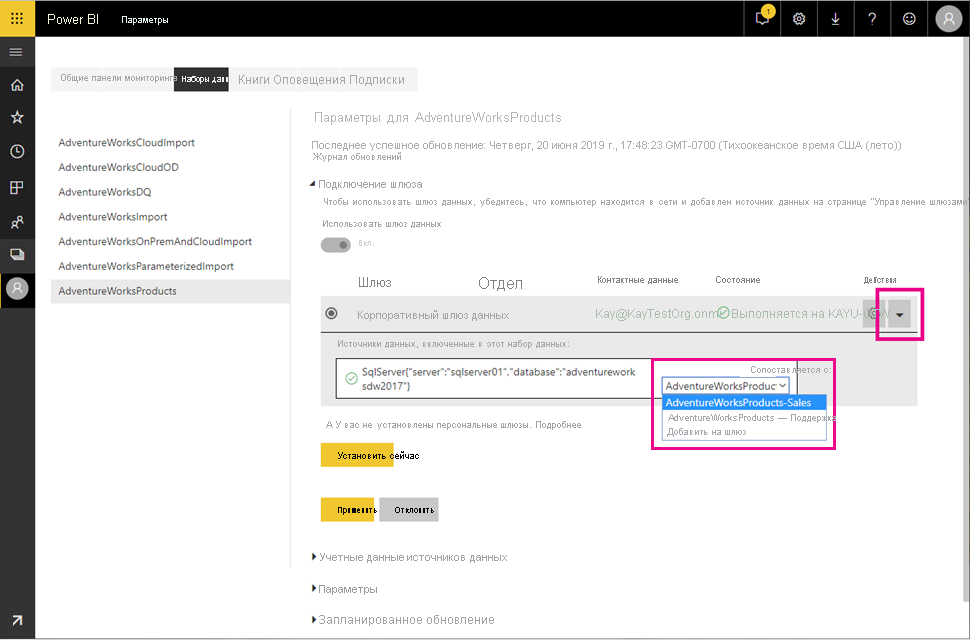 Power BI Параметры
1
Общие панели мониторинга Наборы дан Книги Оповещения Подписки
AdventureWorksCloudImport
AdventureWorksCloudOD
AdventureWorksDQ
AdventureWorksImport
AdventureWorksOnPremAndCloudImport
AdventureWorksParameterizedImport
AdventureWorksProducts
Параметры для AdventureWorksProducts
Последнее успешное обновление: Четверг, 20 июня 2019 г., 17:48:23 GMT-0700 (Тихоокеанское время США (лето))
Журнал обновлений
Подключение шлюза
Чтобы использовать шлюз данных, убедитесь, что компьютер находится в сети и добавлен источник данных на странице "Управление шлюзами"
Использовать шлюз данных
Вкл.
Шлюз Отдел Контактные данные Состояние Действия
Корпоративный шлюз данных Kay@KayTestOrg.onm Выполняется на KAYU-
Источники данных, включенные в этот набор данных:
SqlServer{"server":"sqlserver01","database":"adventurework
sdw2017"}
Сопоставляется с:
AdventureWorksProduc
AdventureWorksProducts-Sales
AdventureWorksProducts — Поддержка
Добавить на шлюз
А У вас не установлены персональные шлюзы. Подробнее
Установить сейчас
Применить Отклонить
Учетные данные источников данных
Параметры
Запланированное обновление